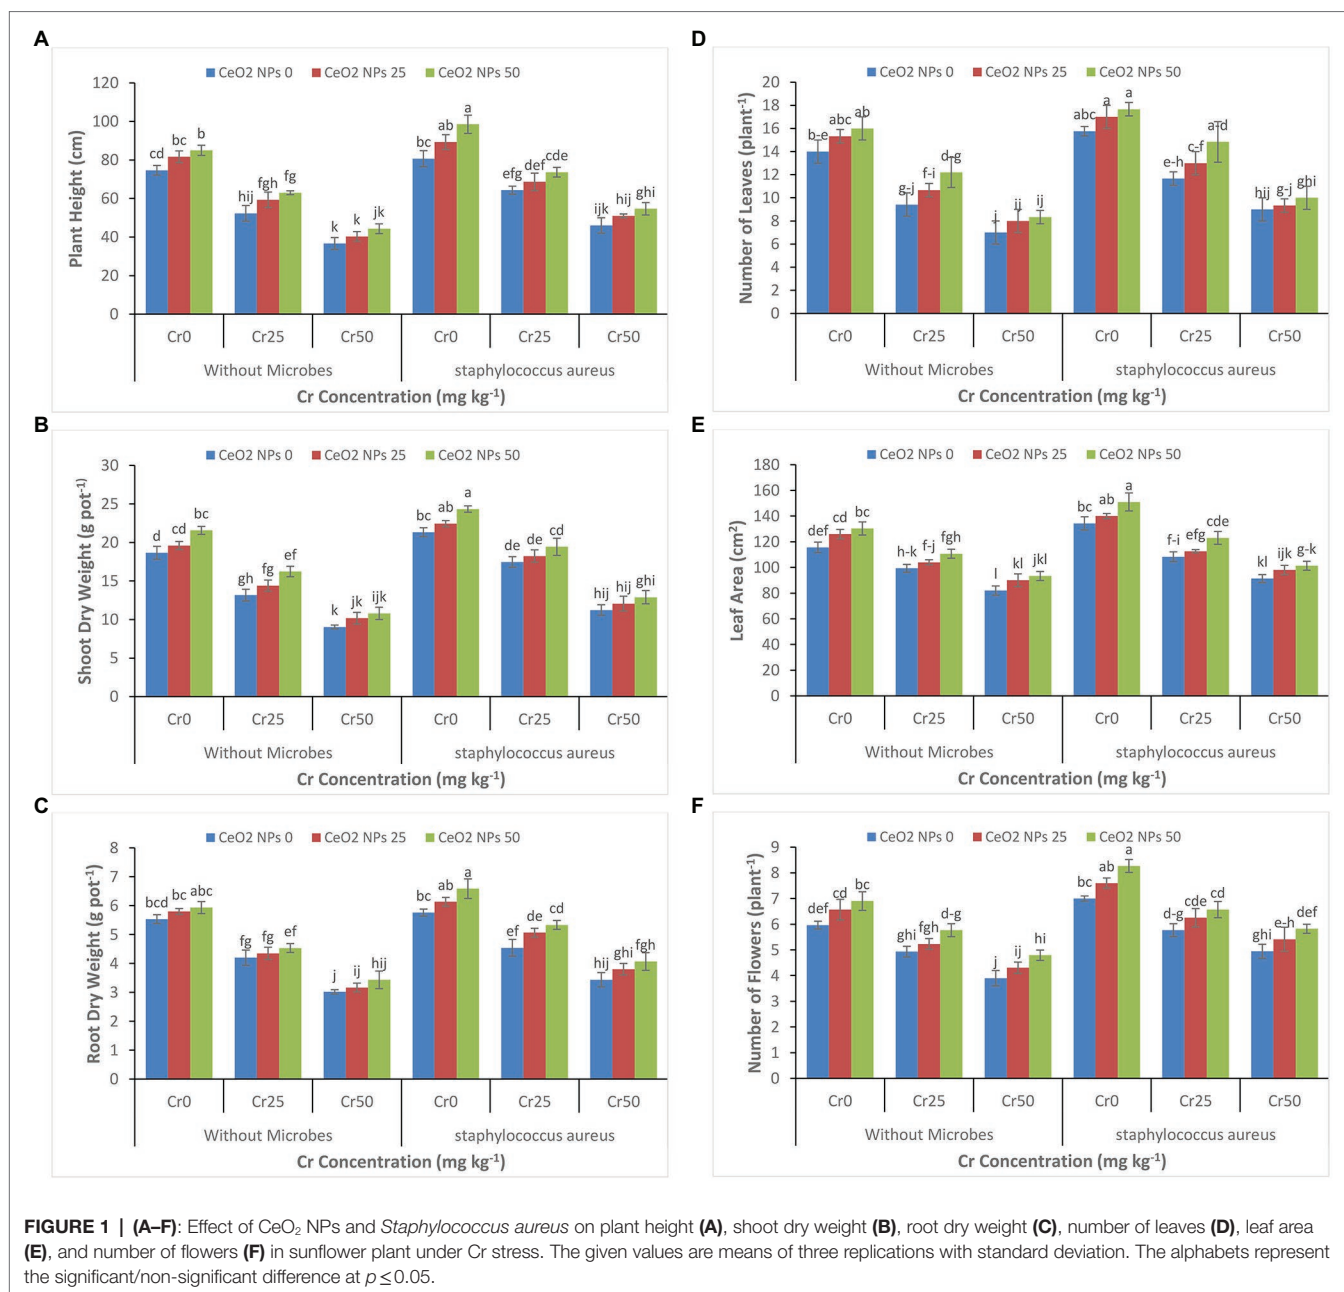 A
CeO2 NPs 0 CeO2 NPs 25 CeO2 NPs 50
Plant Height (cm)
120
100
80
60
40
20
0
cd bc b hij fgh fg k k jk bc ab a efg def cde ijk hij ghi
Cr0 Cr25 Cr50 Cr0 Cr25 Cr50
Without Microbes staphylococcus aureus
Cr Concentration (mg kg-1)
B
CeO2 NPs 0 CeO2 NPs 25 CeO2 NPs 50
Shoot Dry Weight (g pot-1)
30
25
20
15
10
5
0
d cd bc gh fg ef k jk ijk bc ab a de de cd hij hij ghi
Cr0 Cr25 Cr50 Cr0 Cr25 Cr50
Without Microbes staphylococcus aureus
Cr Concentration (mg kg-1)
C
CeO2 NPs 0 CeO2 NPs 25 CeO2 NPs 50
Root Dry Weight (g pot-1)
8
7
6
5
4
3
2
1
0
bcd bc abc fg fg ef j ij hij bc ab a ef de cd hij ghi fgh
Cr0 Cr25 Cr50 Cr0 Cr25 Cr50
Without Microbes staphylococcus aureus
Cr Concentration (mg kg-1)
D
CeO2 NPs 0 CeO2 NPs 25 CeO2 NPs 50
Number of Leaves (plant-1)
20
18
16
14
12
10
8
6
4
2
0
b-e abc ab g-j f-i d-g j ij ij abc a a e-h c-f a-d hij g-j ghi
Cr0 Cr25 Cr50 Cr0 Cr25 Cr50
Without Microbes staphylococcus aureus
Cr Concentration (mg kg-1)
E
CeO2 NPs 0 CeO2 NPs 25 CeO2 NPs 50
Leaf Area (cm2)
180
160
140
120
100
80
60
40
20
0
def cd bc h-k f-j fgh l kl jkl bc ab a f-i efg cde kl ijk g-k
Cr0 Cr25 Cr50 Cr0 Cr25 Cr50
Without Microbes staphylococcus aureus
Cr Concentration (mg kg-1)
F
CeO2 NPs 0 CeO2 NPs 25 CeO2 NPs 50
Number of Flowers (plant-1)
9
8
7
6
5
4
3
2
1
0
def cd bc ghi fgh d-g j ij hi bc ab a d-g cde cd ghi e-h def
Cr0 Cr25 Cr50 Cr0 Cr25 Cr50
Without Microbes staphylococcus aureus
Cr Concentration (mg kg-1)
FIGURE 1 | (A–F): Effect of CeO2 NPs and Staphylococcus aureus on plant height (A), shoot dry weight (B), root dry weight (C), number of leaves (D), leaf area
(E), and number of flowers (F) in sunflower plant under Cr stress. The given values are means of three replications with standard deviation. The alphabets represent
the significant/non-significant difference at p ≤ 0.05.